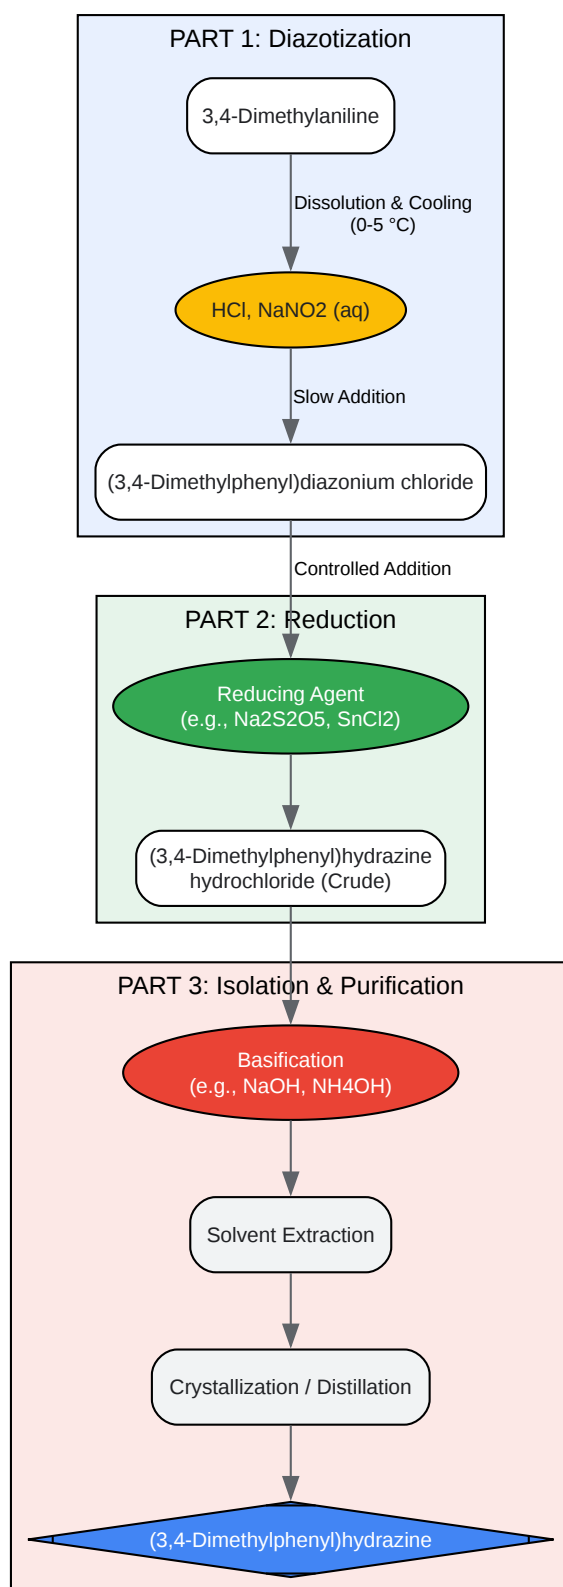 PART 1: Diazotization
3,4-Dimethylaniline
Dissolution & Cooling
(0-5 °C)
HCl, NaNO2 (aq)
Slow Addition
(3,4-Dimethylphenyl)diazonium chloride
Controlled Addition
PART 2: Reduction
Reducing Agent
(e.g., Na2S2O5, SnCl2)
(3,4-Dimethylphenyl)hydrazine
hydrochloride (Crude)
PART 3: Isolation & Purification
Basification
(e.g., NaOH, NH4OH)
Solvent Extraction
Crystallization / Distillation
(3,4-Dimethylphenyl)hydrazine